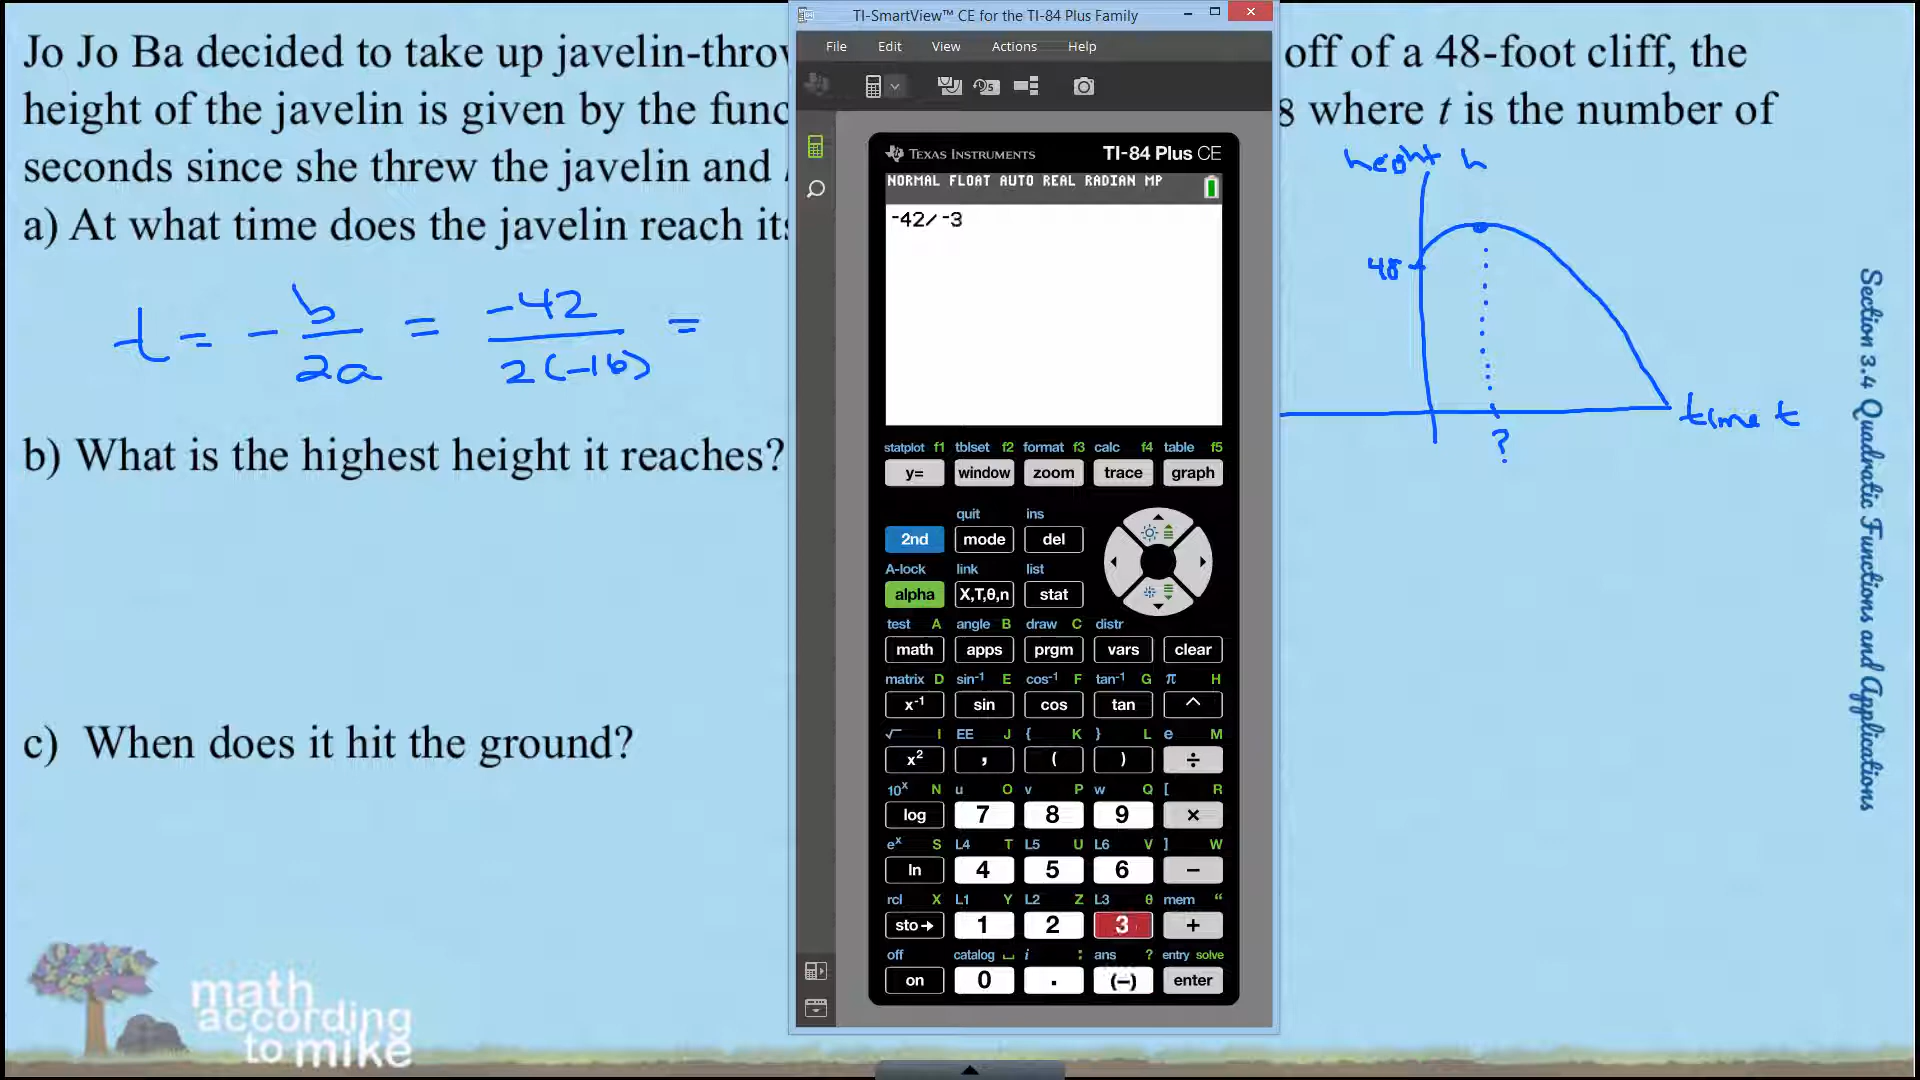 Jo Jo Ba decided to take up javelin-throw
off of a 48-foot cliff, the
height of the javelin is given by the func
8 where t is the number of
seconds since she threw the javelin and
a) At what time does the javelin reach its
t = - b/2a = -42/2(-16) =
b) What is the highest height it reaches?
c) When does it hit the ground?
math
according
to mike
TI-SmartView™ CE for the TI-84 Plus Family
File Edit View Actions Help
TEXAS INSTRUMENTS TI-84 Plus CE
NORMAL FLOAT AUTO REAL RADIAN MP
-42/-3
statplot f1 tblset f2 format f3 calc f4 table f5
y= window zoom trace graph
quit ins
2nd mode del
A-lock link list
alpha X,T,θ,n stat
test A angle B draw C distr
math apps prgm vars clear
matrix D sin⁻¹ E cos⁻¹ F tan⁻¹ G π H
x⁻¹ sin cos tan ^
√ I EE J { K } L e M
x² , ( ) ÷
10ˣ N u O v P w Q [ R
log 7 8 9 ×
eˣ S L4 T L5 U L6 V ] W
ln 4 5 6 −
rcl X L1 Y L2 Z L3 θ mem “
sto→ 1 2 3 +
off catalog ⎵ i : ans ? entry solve
on 0 . (−) enter
height h
48
time t
?
Section 3.4 Quadratic Functions and Applications